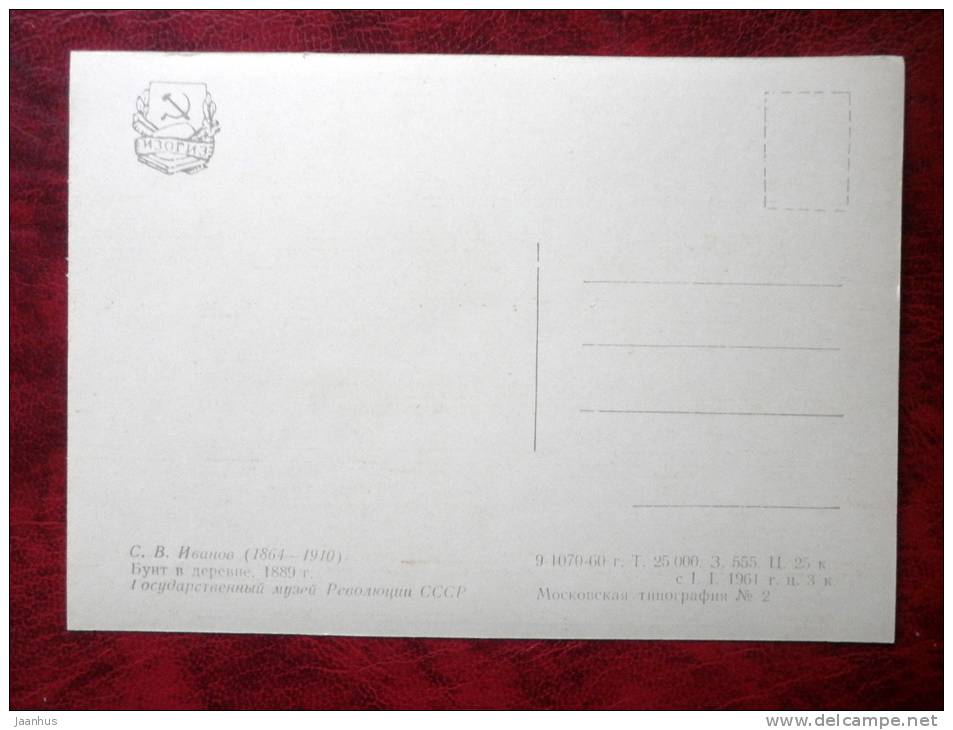 ИЗОГИЗ
С. В. Иванов (1864—1910)
Бунт в деревне. 1889 г.
Государственный музей Революции СССР
9-1070-60 г. Т. 25 000. З. 555. Ц. 25 к.
с I. I. 1961 г. ц. 3 к.
Московская типография № 2
Jaanhus
www.delcampe.net